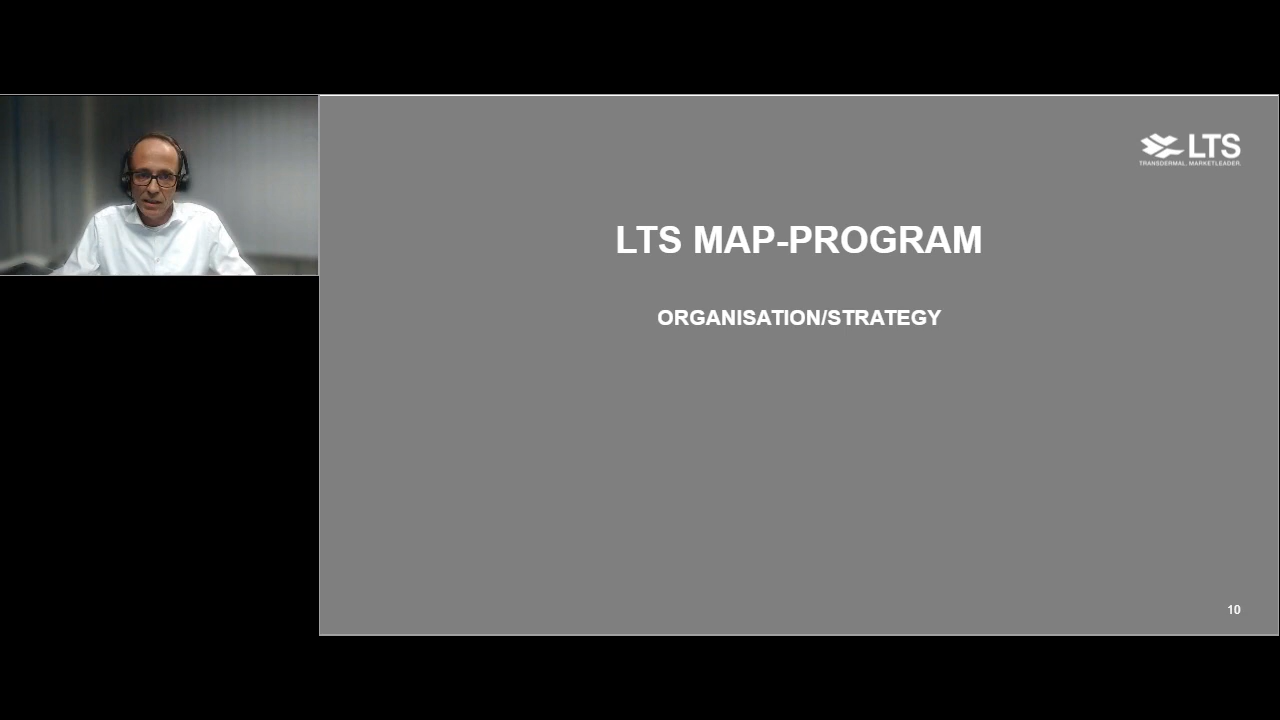 LTS
TRANSDERMAL. MARKETLEADER.
LTS MAP-PROGRAM
ORGANISATION/STRATEGY
10